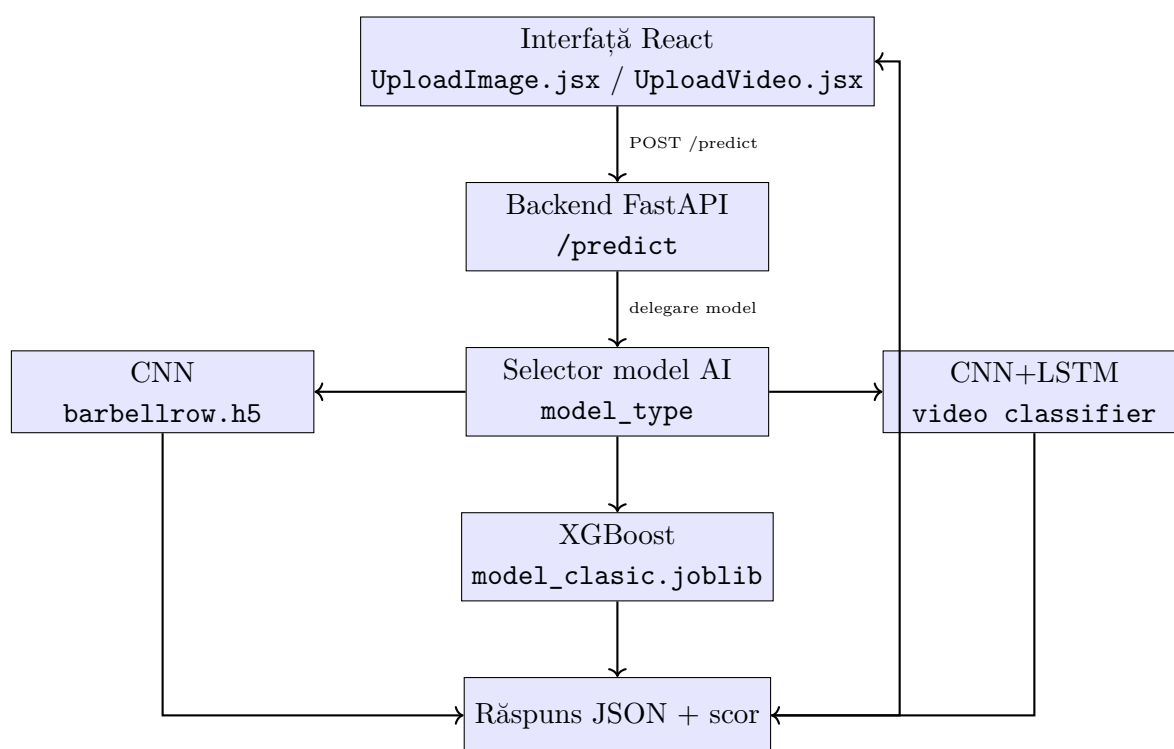 Interfață React
UploadImage.jsx / UploadVideo.jsx
POST /predict
Backend FastAPI
/predict
delegare model
CNN
barbellrow.h5
Selector model AI
model_type
CNN+LSTM
video classifier
XGBoost
model_clasic.joblib
Răspuns JSON + scor